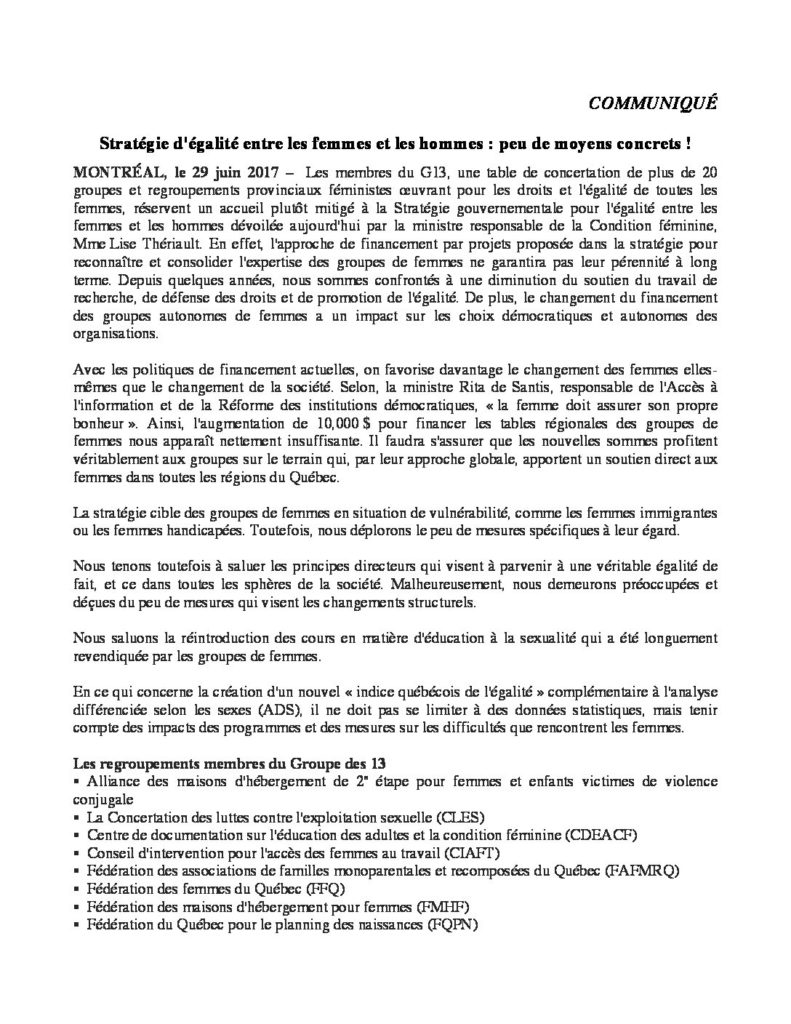 COMMUNIQUÉ
Stratégie d'égalité entre les femmes et les hommes : peu de moyens concrets !
MONTRÉAL, le 29 juin 2017 – Les membres du G13, une table de concertation de plus de 20
groupes et regroupements provinciaux féministes œuvrant pour les droits et l'égalité de toutes les
femmes, réservent un accueil plutôt mitigé à la Stratégie gouvernementale pour l'égalité entre les
femmes et les hommes dévoilée aujourd'hui par la ministre responsable de la Condition féminine,
Mme Lise Thériault. En effet, l'approche de financement par projets proposée dans la stratégie pour
reconnaître et consolider l'expertise des groupes de femmes ne garantira pas leur pérennité à long
terme. Depuis quelques années, nous sommes confrontés à une diminution du soutien du travail de
recherche, de défense des droits et de promotion de l'égalité. De plus, le changement du financement
des groupes autonomes de femmes a un impact sur les choix démocratiques et autonomes des
organisations.
Avec les politiques de financement actuelles, on favorise davantage le changement des femmes elles-
mêmes que le changement de la société. Selon, la ministre Rita de Santis, responsable de l'Accès à
l'information et de la Réforme des institutions démocratiques, « la femme doit assurer son propre
bonheur ». Ainsi, l'augmentation de 10,000 $ pour financer les tables régionales des groupes de
femmes nous apparaît nettement insuffisante. Il faudra s'assurer que les nouvelles sommes profitent
véritablement aux groupes sur le terrain qui, par leur approche globale, apportent un soutien direct aux
femmes dans toutes les régions du Québec.
La stratégie cible des groupes de femmes en situation de vulnérabilité, comme les femmes immigrantes
ou les femmes handicapées. Toutefois, nous déplorons le peu de mesures spécifiques à leur égard.
Nous tenons toutefois à saluer les principes directeurs qui visent à parvenir à une véritable égalité de
fait, et ce dans toutes les sphères de la société. Malheureusement, nous demeurons préoccupées et
déçues du peu de mesures qui visent les changements structurels.
Nous saluons la réintroduction des cours en matière d'éducation à la sexualité qui a été longuement
revendiquée par les groupes de femmes.
En ce qui concerne la création d'un nouvel « indice québécois de l'égalité » complémentaire à l'analyse
différenciée selon les sexes (ADS), il ne doit pas se limiter à des données statistiques, mais tenir
compte des impacts des programmes et des mesures sur les difficultés que rencontrent les femmes.
Les regroupements membres du Groupe des 13
▪ Alliance des maisons d'hébergement de 2e étape pour femmes et enfants victimes de violence
conjugale
▪ La Concertation des luttes contre l'exploitation sexuelle (CLES)
▪ Centre de documentation sur l'éducation des adultes et la condition féminine (CDEACF)
▪ Conseil d'intervention pour l'accès des femmes au travail (CIAFT)
▪ Fédération des associations de familles monoparentales et recomposées du Québec (FAFMRQ)
▪ Fédération des femmes du Québec (FFQ)
▪ Fédération des maisons d'hébergement pour femmes (FMHF)
▪ Fédération du Québec pour le planning des naissances (FQPN)